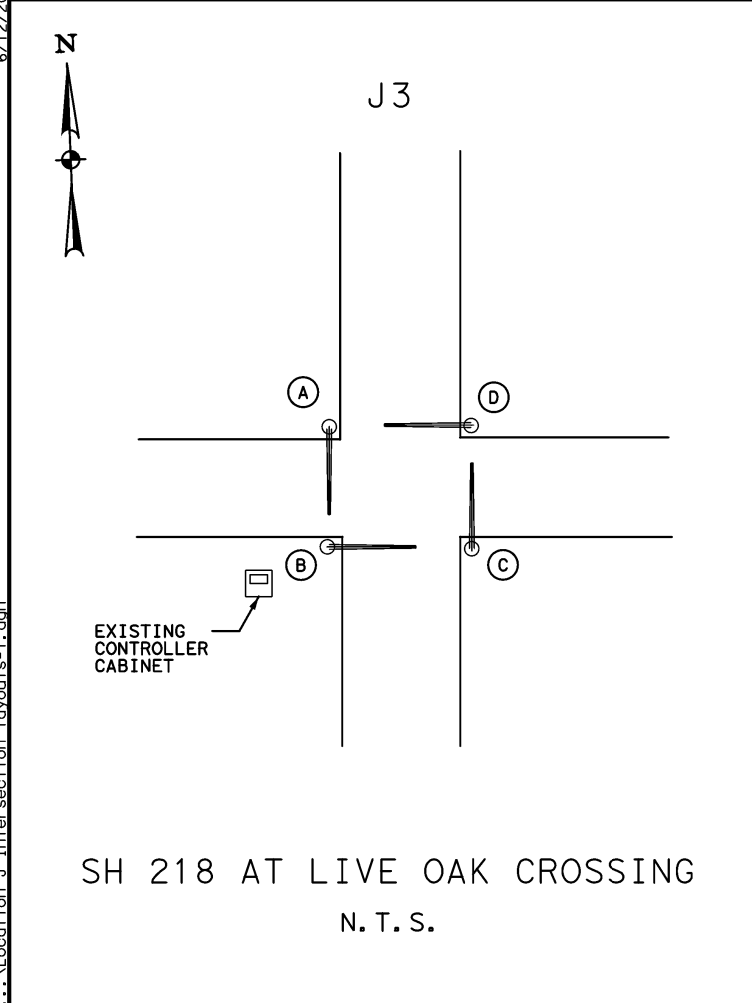 N
J3
A
D
B
C
EXISTING
CONTROLLER
CABINET
SH 218 AT LIVE OAK CROSSING
N.T.S.